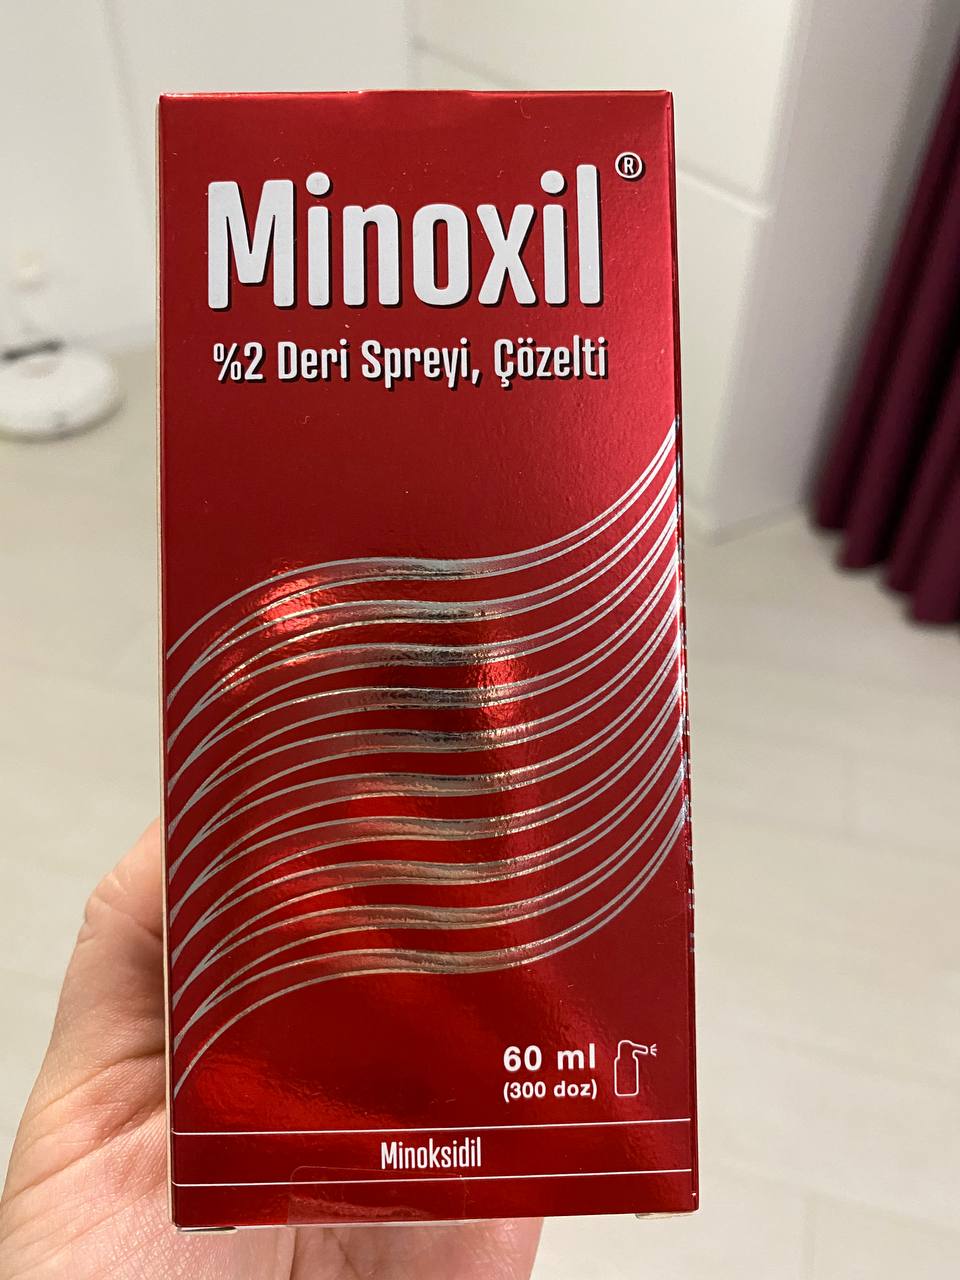 Minoxil®
%2 Deri Spreyi, Çözelti
60 ml
(300 doz)
Minoksidil